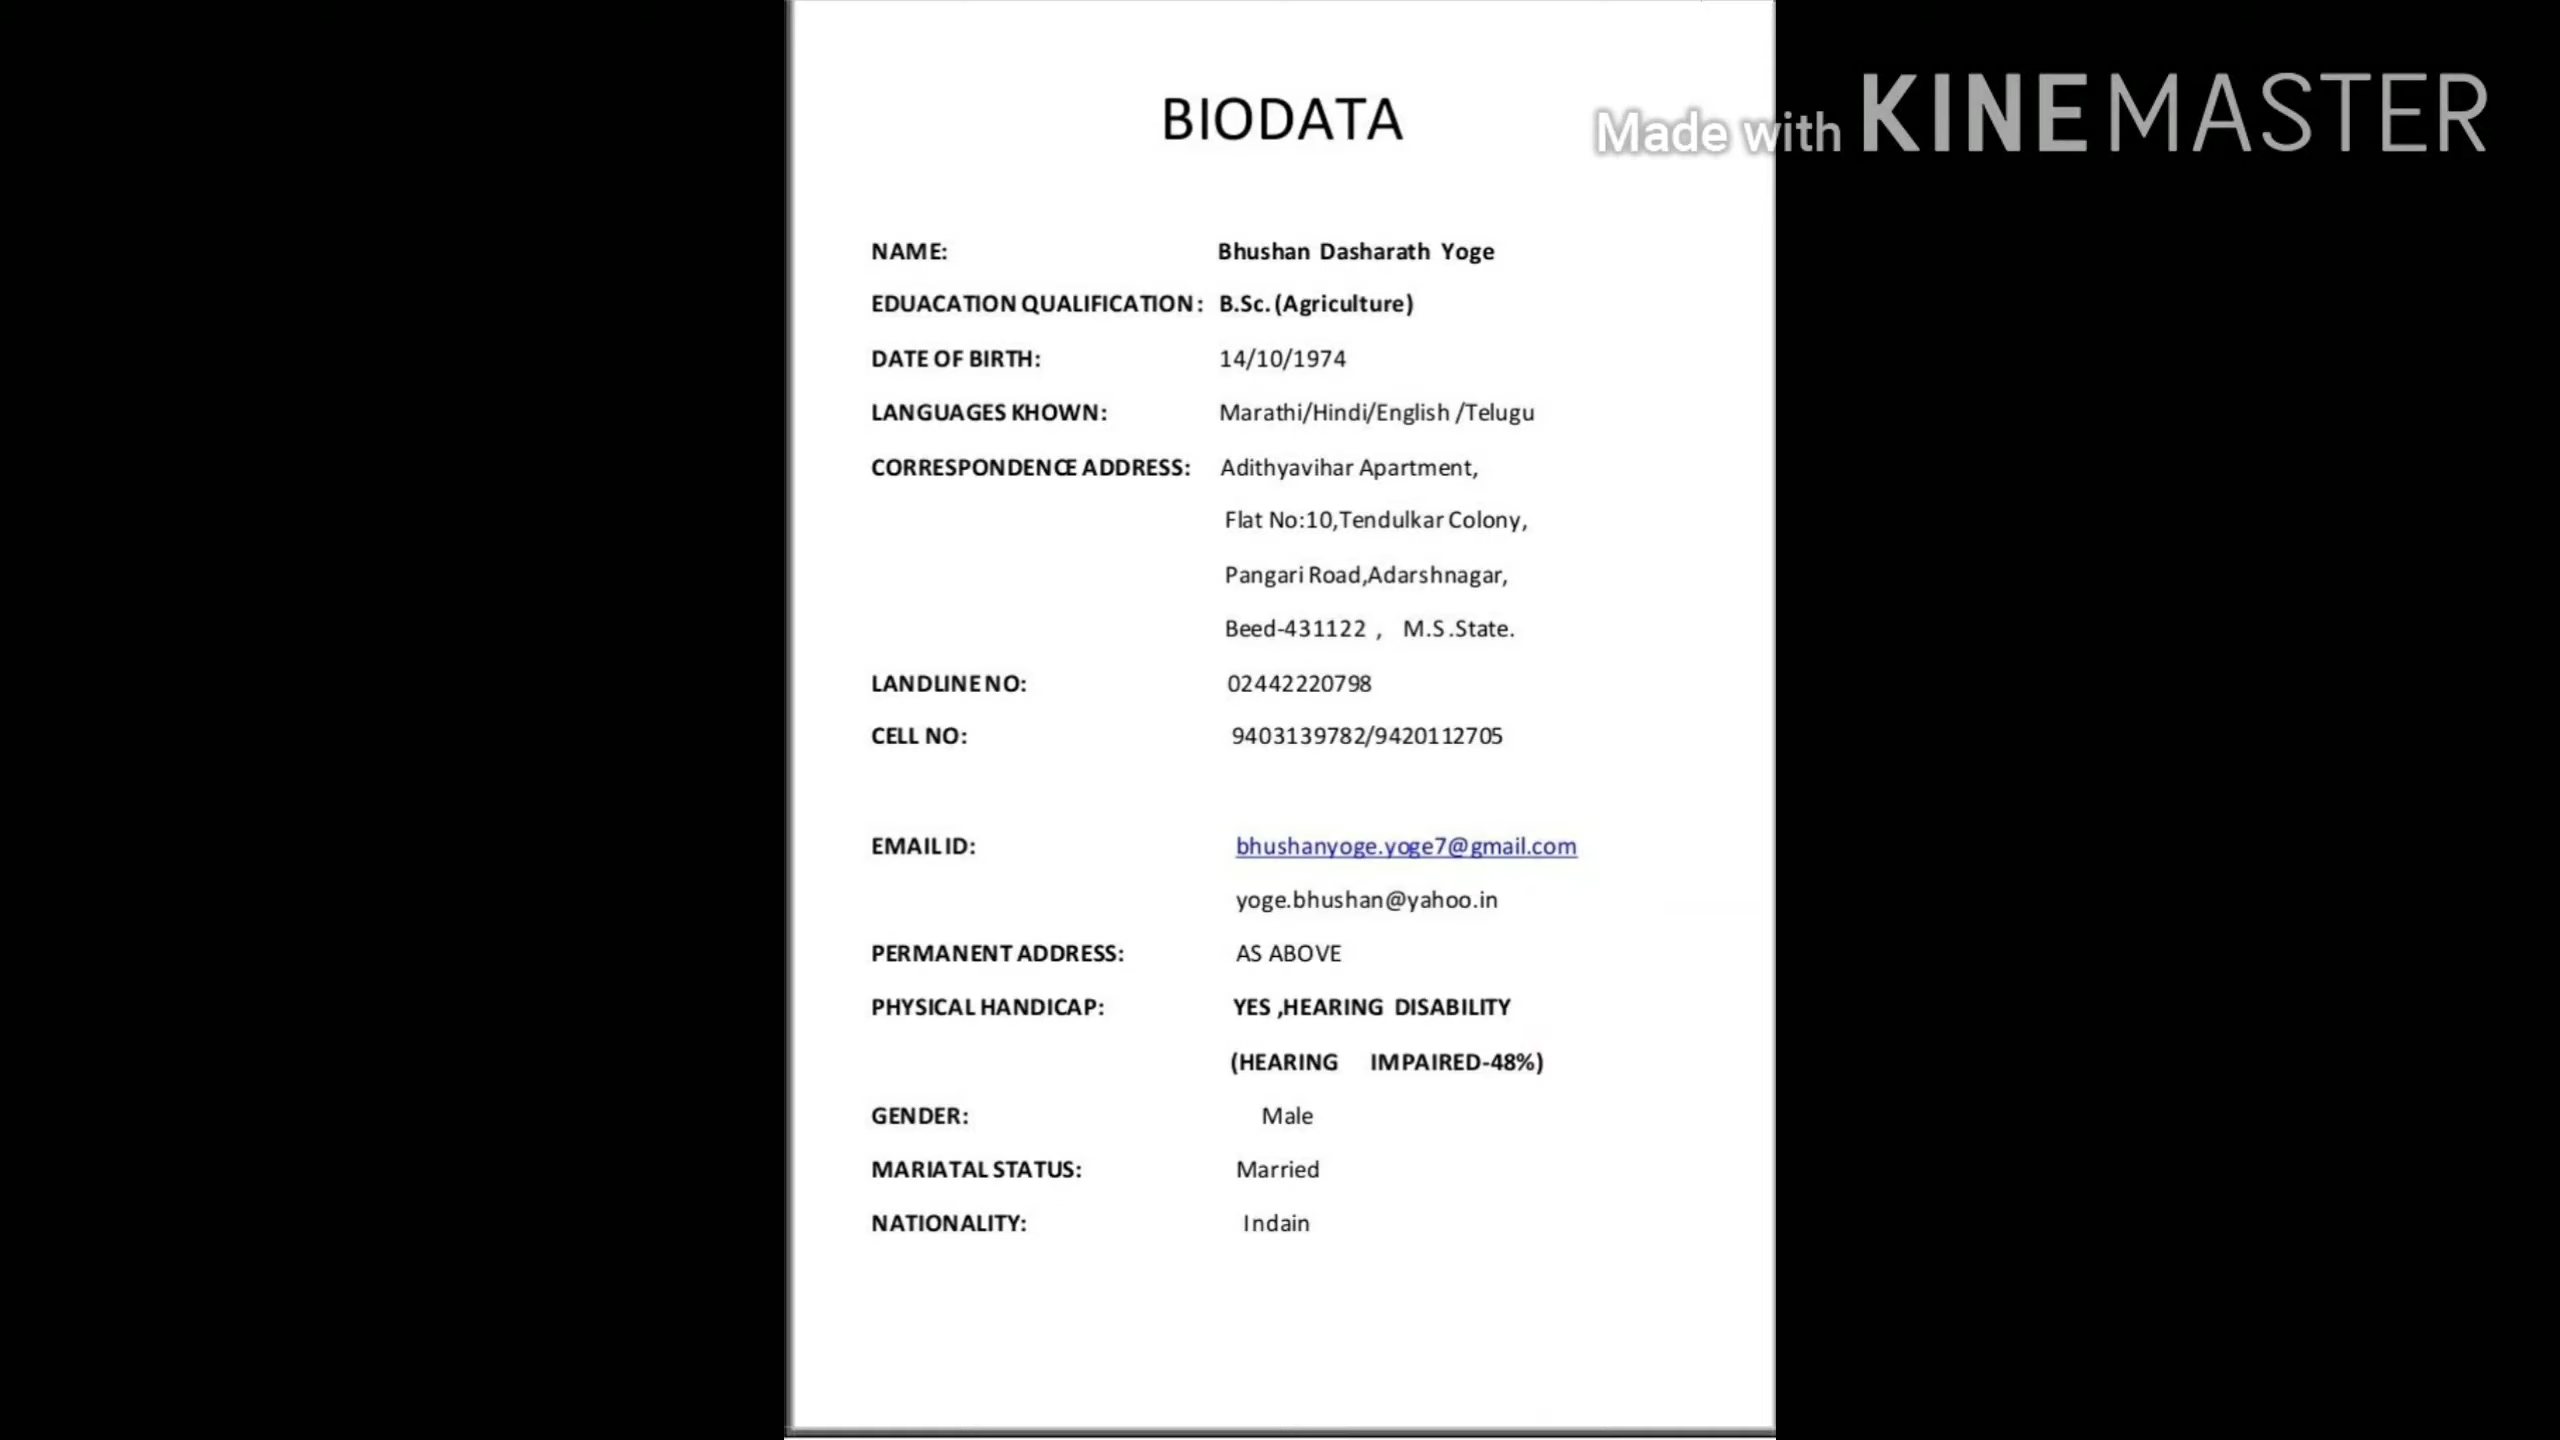 BIODATA
Made with KINEMASTER
NAME: Bhushan Dasharath Yoge
EDUACATION QUALIFICATION: B.Sc.(Agriculture)
DATE OF BIRTH: 14/10/1974
LANGUAGES KHOWN: Marathi/Hindi/English /Telugu
CORRESPONDENCE ADDRESS: Adithyavihar Apartment,
Flat No:10,Tendulkar Colony,
Pangari Road,Adarshnagar,
Beed-431122 , M.S.State.
LANDLINE NO: 02442220798
CELL NO: 9403139782/9420112705
EMAIL ID: bhushanyoge.yoge7@gmail.com
yoge.bhushan@yahoo.in
PERMANENT ADDRESS: AS ABOVE
PHYSICAL HANDICAP: YES ,HEARING DISABILITY
(HEARING IMPAIRED-48%)
GENDER: Male
MARIATAL STATUS: Married
NATIONALITY: Indain